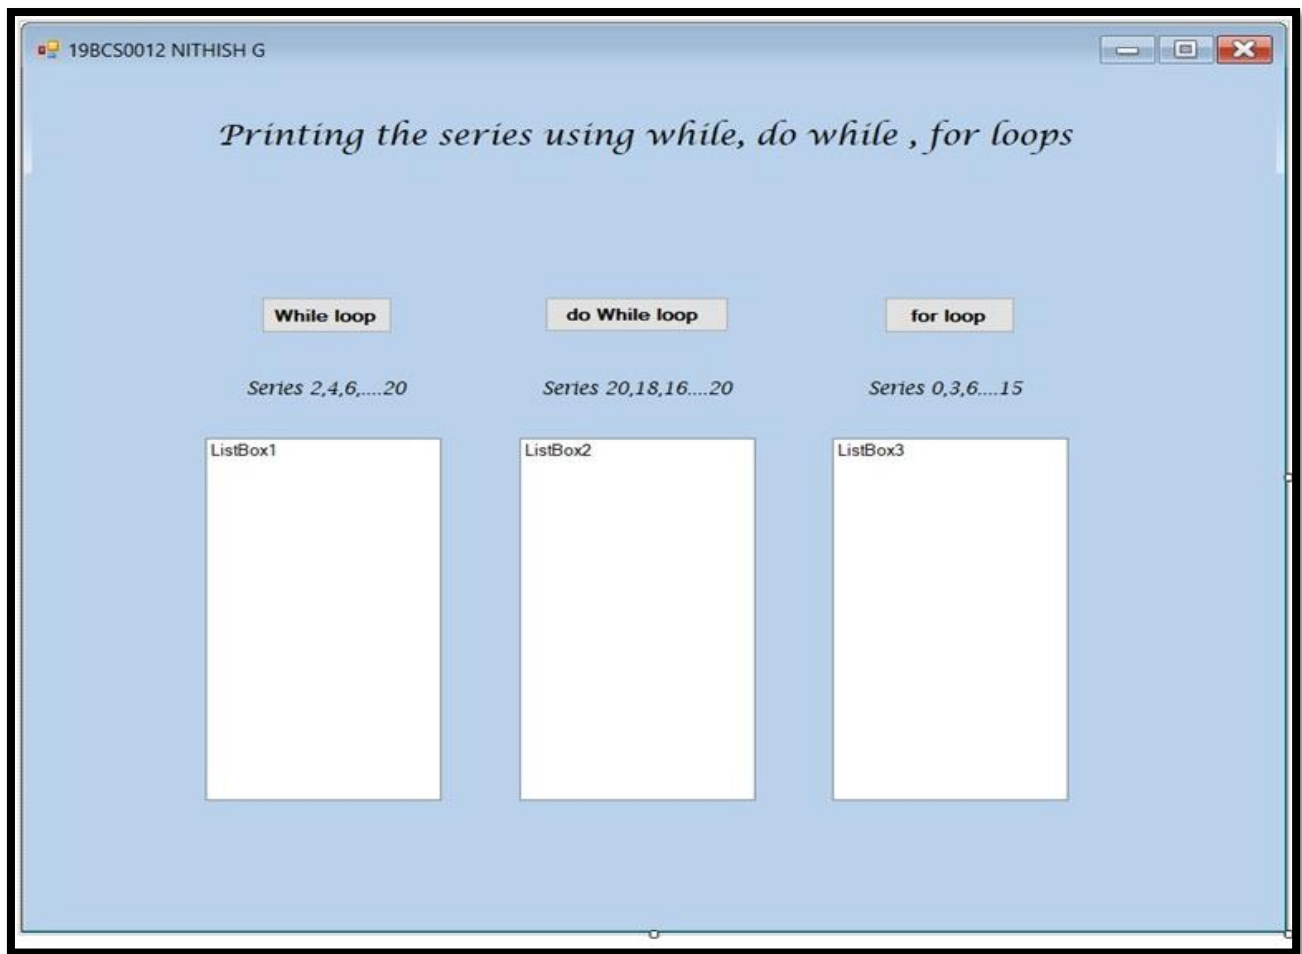 19BCS0012 NITHISH G
Printing the series using while, do while , for loops
While loop do While loop for loop
Series 2,4,6,....20 Series 20,18,16....20 Series 0,3,6....15
ListBox1 ListBox2 ListBox3